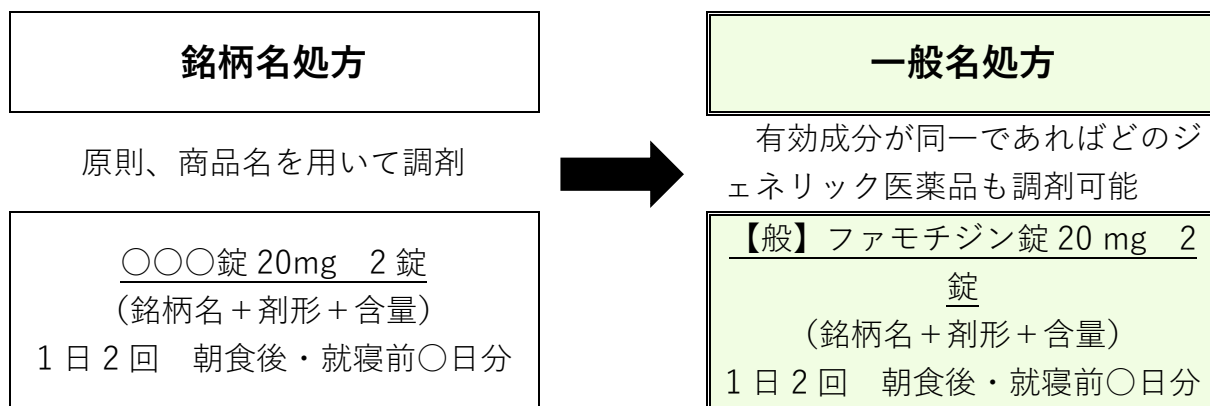 銘柄名処方
原則、商品名を用いて調剤
○○○錠 20mg　2 錠
（銘柄名＋剤形＋含量）
1 日 2 回　朝食後・就寝前○日分
一般名処方
有効成分が同一であればどのジ
ェネリック医薬品も調剤可能
【般】ファモチジン錠 20 mg　2
錠
（銘柄名＋剤形＋含量）
1 日 2 回　朝食後・就寝前○日分